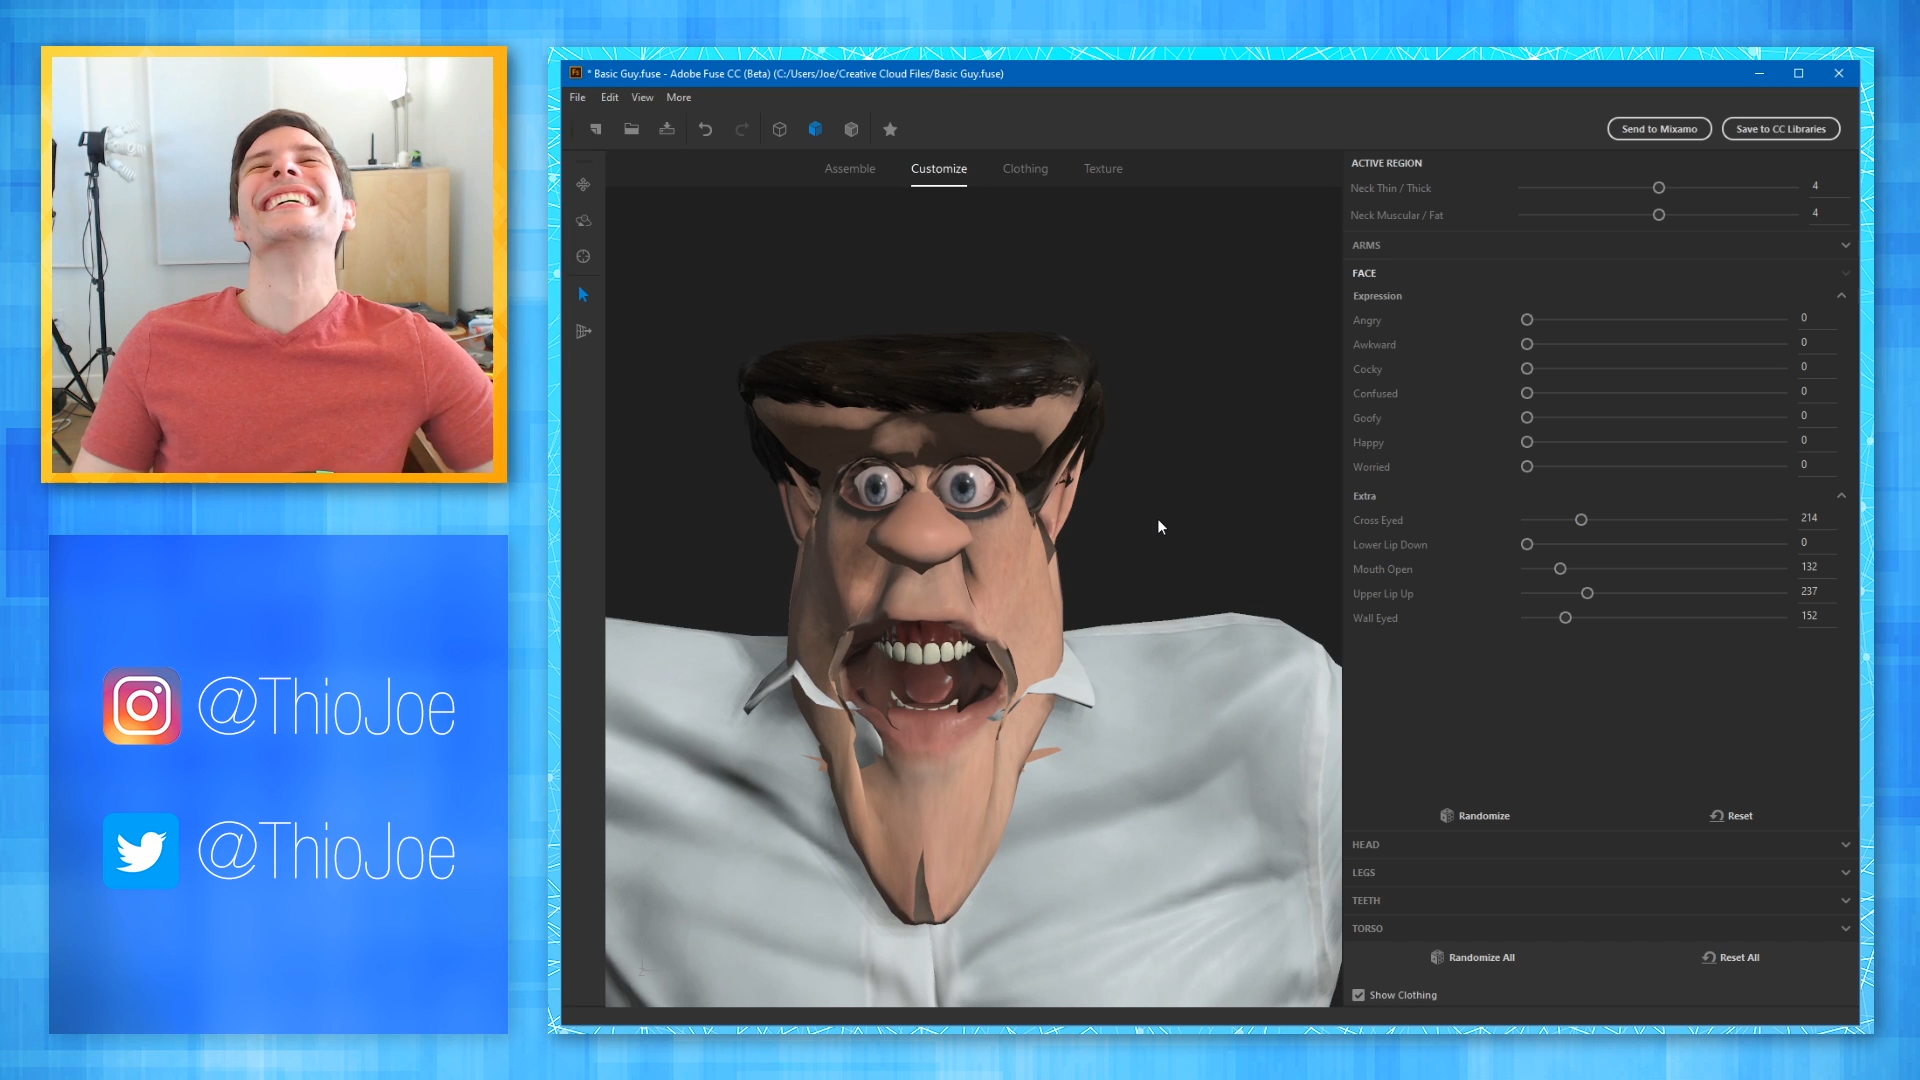 * Basic Guy.fuse - Adobe Fuse CC (Beta) (C:/Users/Joe/Creative Cloud Files/Basic Guy.fuse)
File Edit View More
Send to Mixamo Save to CC Libraries
Assemble Customize Clothing Texture
ACTIVE REGION
Neck Thin / Thick 4
Neck Muscular / Fat 4
ARMS
FACE
Expression
Angry 0
Awkward 0
Cocky 0
Confused 0
Goofy 0
Happy 0
Worried 0
Extra
Cross Eyed 214
Lower Lip Down 0
Mouth Open 132
Upper Lip Up 237
Wall Eyed 152
Randomize Reset
HEAD
LEGS
TEETH
TORSO
Randomize All Reset All
Show Clothing
@ThioJoe
@ThioJoe